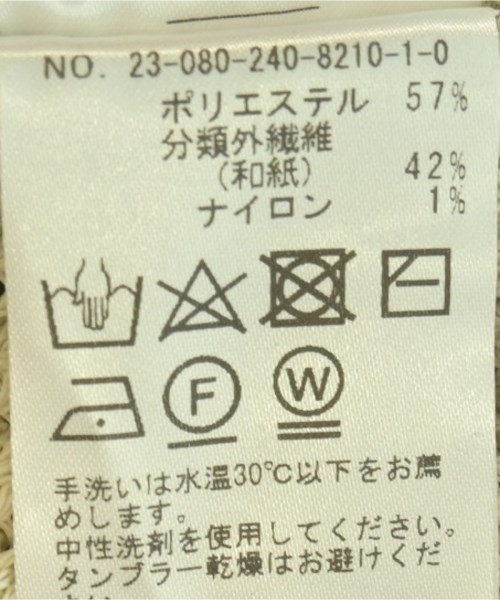 NO. 23-080-240-8210-1-0
ポリエステル 57%
分類外繊維
(和紙) 42%
ナイロン 1%
F W
手洗いは水温30℃以下をお薦
めします。
中性洗剤を使用してください。
タンブラー乾燥はお避けくだ